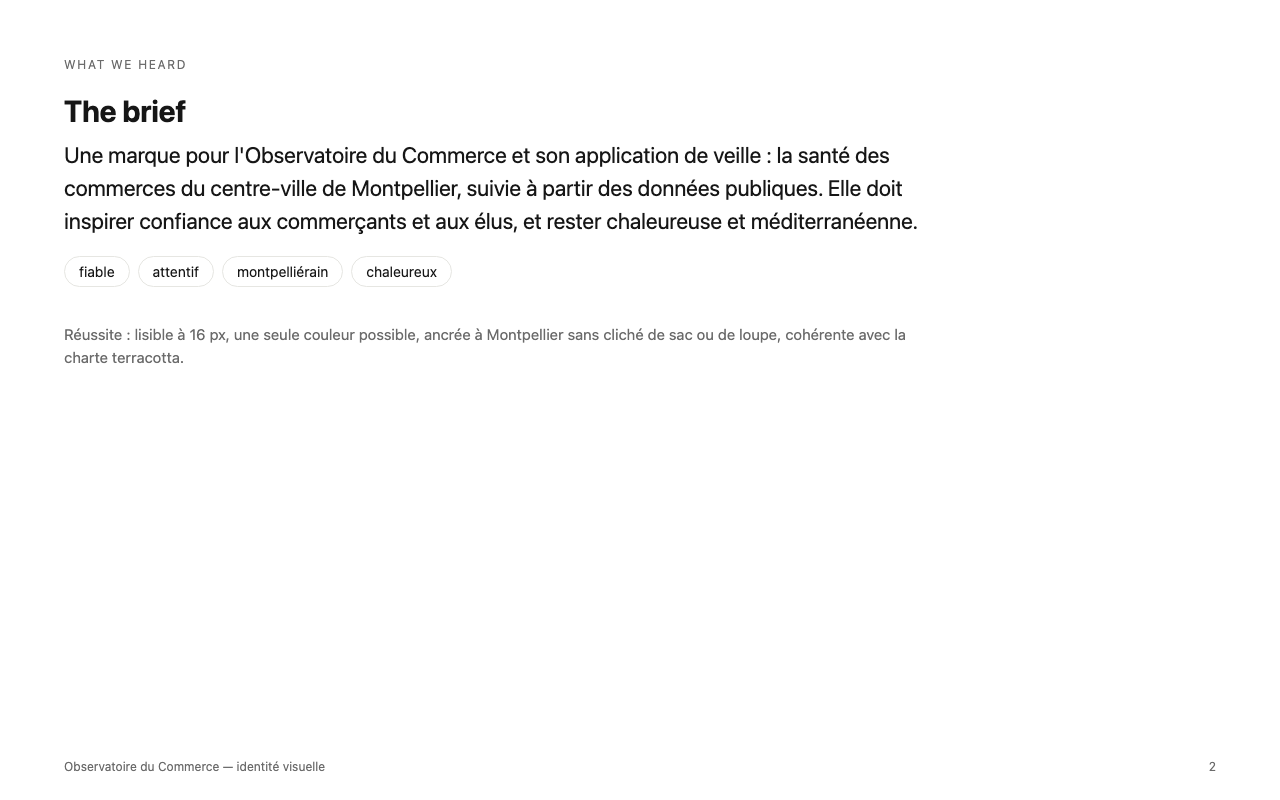 WHAT WE HEARD
The brief
Une marque pour l'Observatoire du Commerce et son application de veille : la santé des
commerces du centre-ville de Montpellier, suivie à partir des données publiques. Elle doit
inspirer confiance aux commerçants et aux élus, et rester chaleureuse et méditerranéenne.
fiable
attentif
montpelliérain
chaleureux
Réussite : lisible à 16 px, une seule couleur possible, ancrée à Montpellier sans cliché de sac ou de loupe, cohérente avec la
charte terracotta.
Observatoire du Commerce — identité visuelle
2